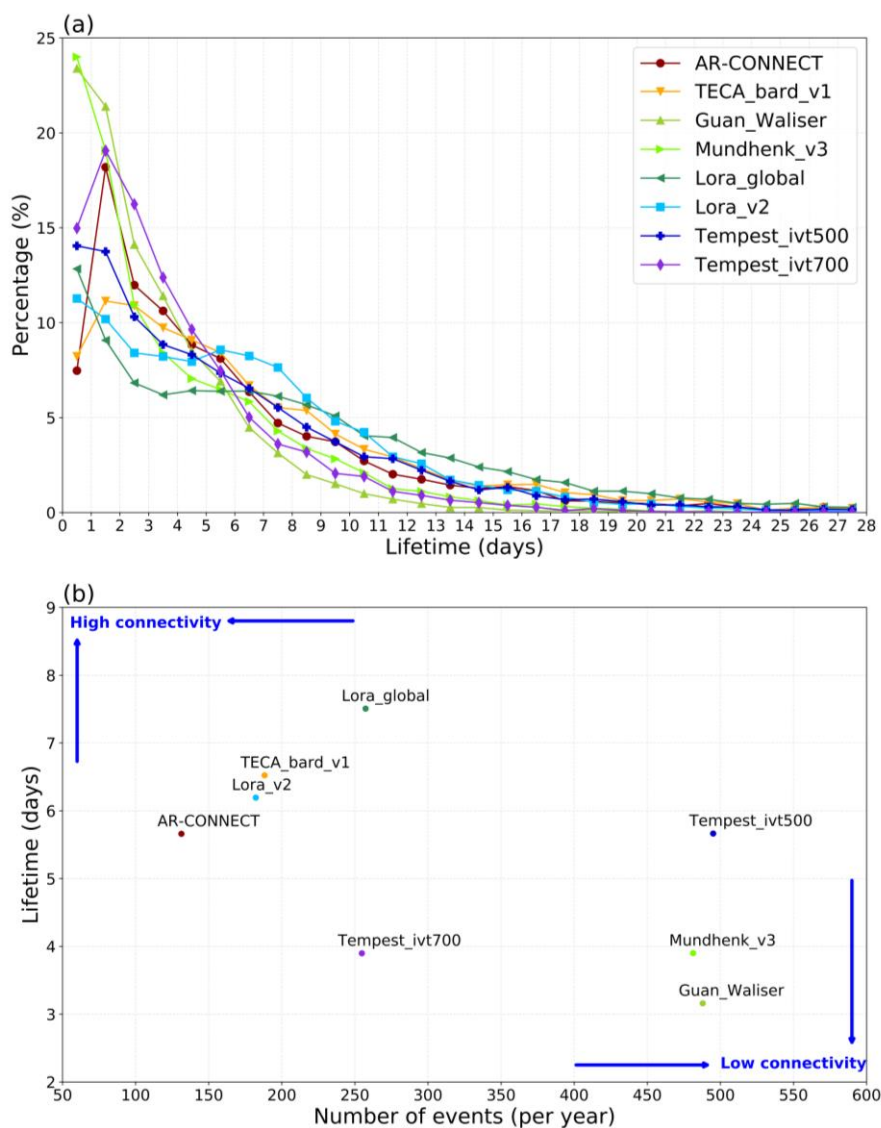 (a)
25
20
15
10
5
0
Percentage (%)
AR-CONNECT
TECA_bard_v1
Guan_Waliser
Mundhenk_v3
Lora_global
Lora_v2
Tempest_ivt500
Tempest_ivt700
0 1 2 3 4 5 6 7 8 9 10 11 12 13 14 15 16 17 18 19 20 21 22 23 24 25 26 27 28
Lifetime (days)
(b)
9
8
7
6
5
4
3
2
Lifetime (days)
High connectivity
Lora_global
TECA_bard_v1
Lora_v2
AR-CONNECT
Tempest_ivt500
Tempest_ivt700
Mundhenk_v3
Guan_Waliser
Low connectivity
50 100 150 200 250 300 350 400 450 500 550 600
Number of events (per year)